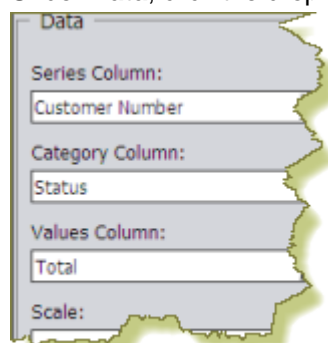 Data
Series Column:
Customer Number
Category Column:
Status
Values Column:
Total
Scale: